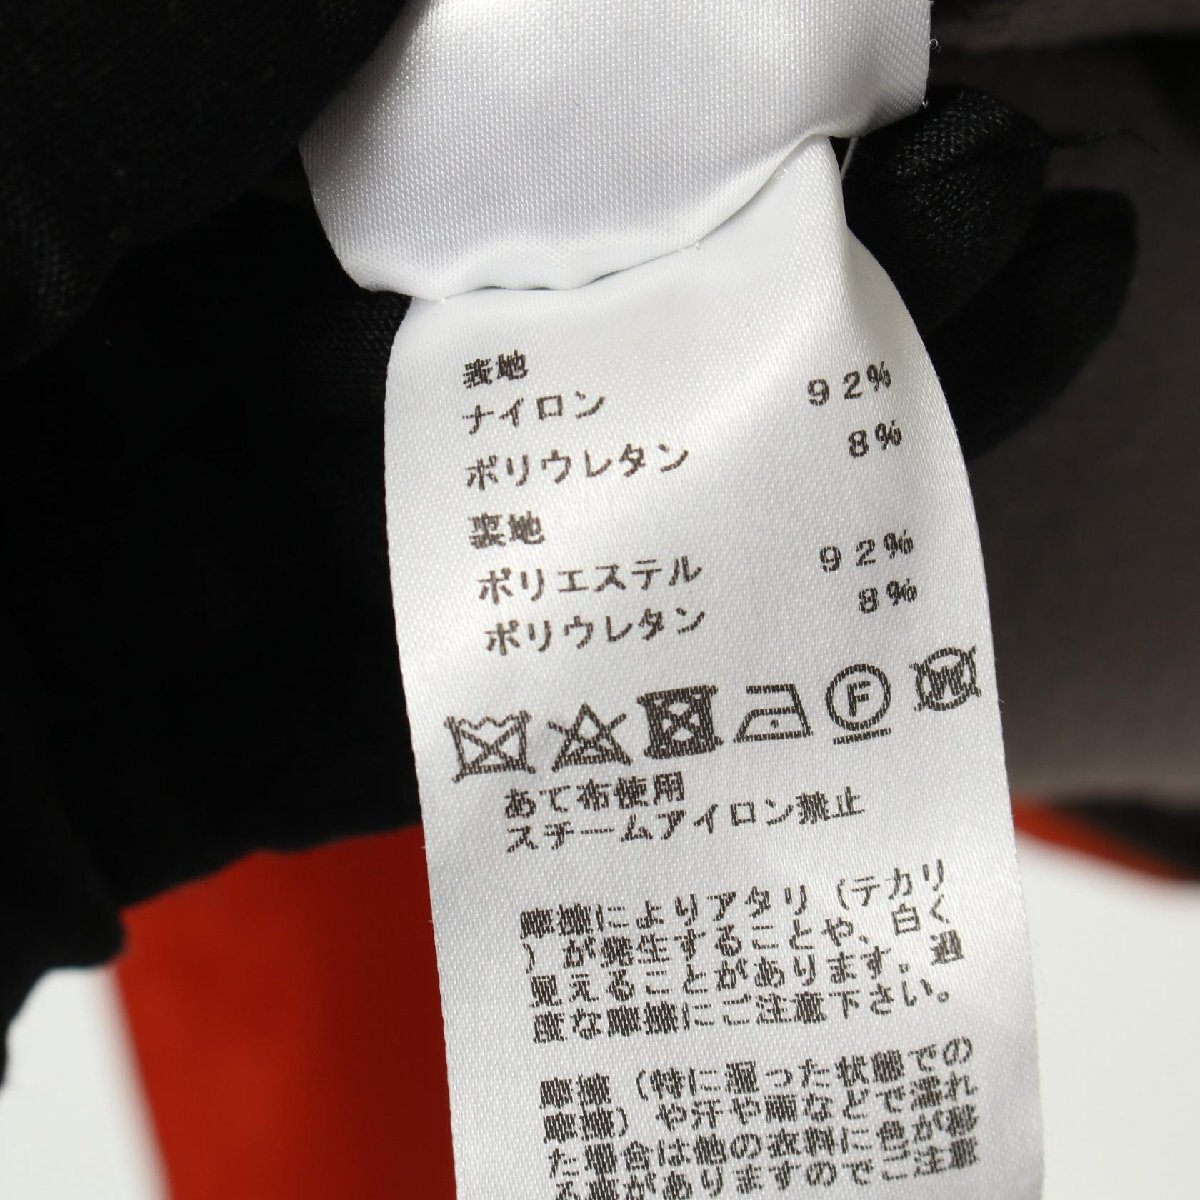 表地
ナイロン 92%
ポリウレタン 8%
裏地
ポリエステル 92%
ポリウレタン 8%
F W
あて布使用
スチームアイロン禁止
摩擦によりアタリ（テカリ
）が発生することや、白く
見えることがあります。過
度な摩擦にご注意下さい。
摩擦（特に湿った状態での
摩擦）や汗や雨などで濡れ
た場合は他の衣料に色が移
る事がありますのでご注意